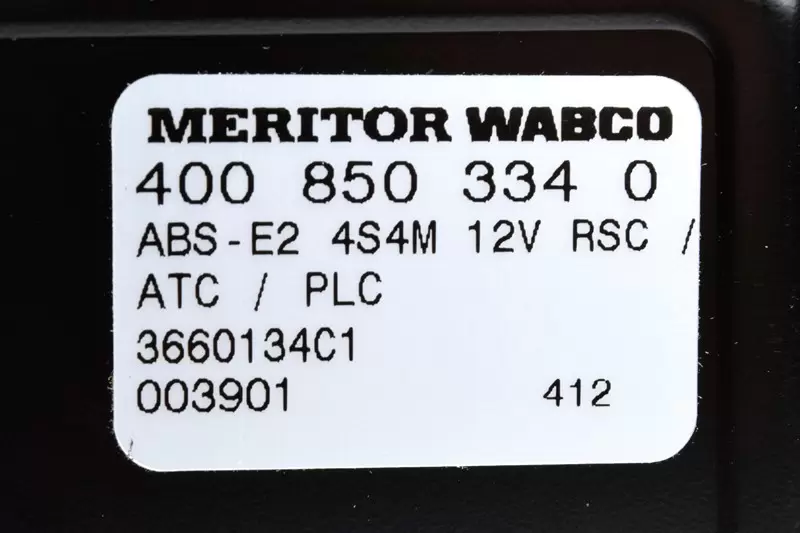 MERITOR WABCO
400 850 334 0
ABS-E2 4S4M 12V RSC /
ATC / PLC
3660134C1
003901 412